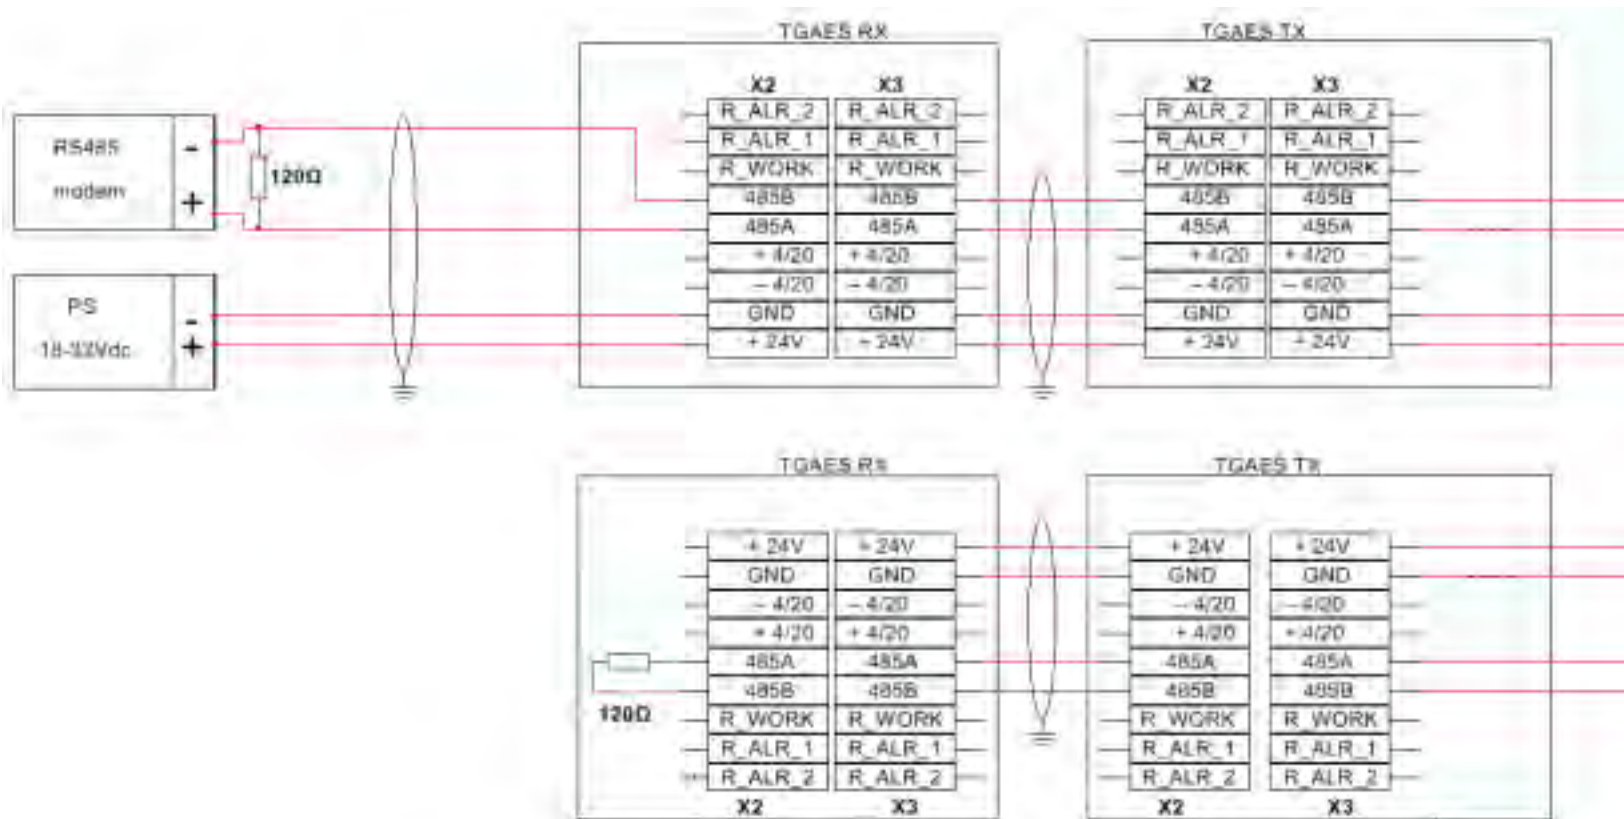 TGAES RX
TGAES TX
X2 X3
X2 X3
R_ALR_2 R_ALR_2
R_ALR_2 R_ALR_2
R_ALR_1 R_ALR_1
R_ALR_1 R_ALR_1
R_WORK R_WORK
R_WORK R_WORK
485B 485B
485B 485B
485A 485A
485A 485A
+ 4/20 + 4/20
+ 4/20 + 4/20
– 4/20 – 4/20
– 4/20 – 4/20
GND GND
GND GND
+ 24V + 24V
+ 24V + 24V
RS485
modem
-
+
120Ω
PS
18-32Vdc
-
+
TGAES RX
TGAES TX
+ 24V + 24V
+ 24V + 24V
GND GND
GND GND
– 4/20 – 4/20
– 4/20 – 4/20
+ 4/20 + 4/20
+ 4/20 + 4/20
485A 485A
485A 485A
485B 485B
485B 485B
120Ω
R_WORK R_WORK
R_WORK R_WORK
R_ALR_1 R_ALR_1
R_ALR_1 R_ALR_1
R_ALR_2 R_ALR_2
R_ALR_2 R_ALR_2
X2 X3
X2 X3